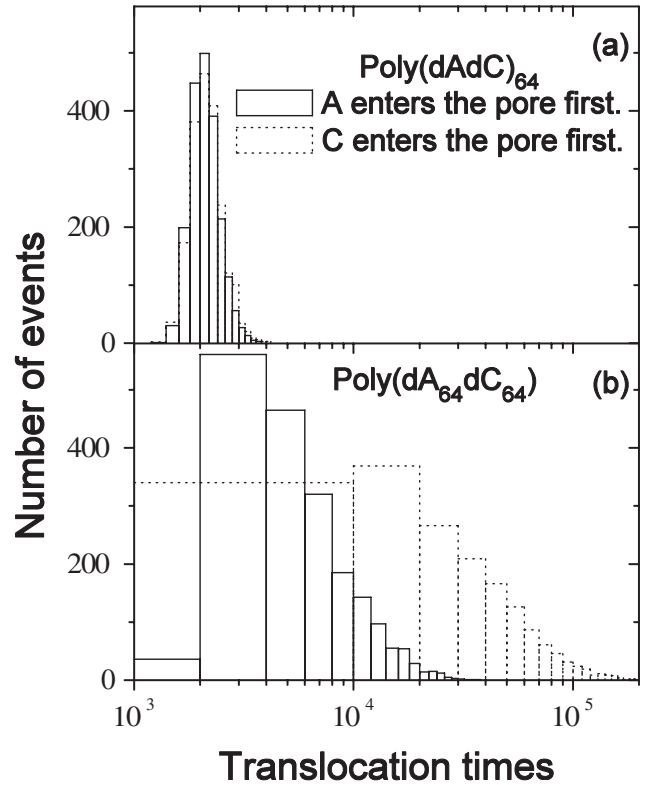 (a)
Poly(dAdC)64
A enters the pore first.
C enters the pore first.
400
200
0
Number of events
Poly(dA64dC64)
(b)
400
200
0
10^3
10^4
10^5
Translocation times